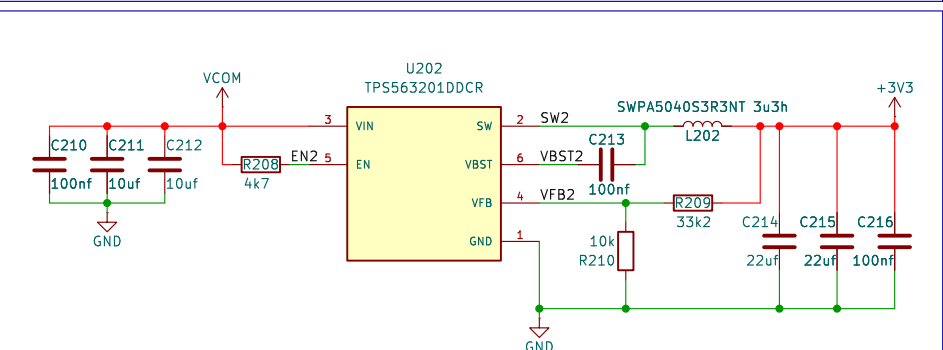 U202
TPS563201DDCR
VCOM
+3V3
SWPA5040S3R3NT 3u3h
L202
3
VIN
SW
2
SW2
C210
100nf
C211
10uf
C212
10uf
R208
4k7
EN2
5
EN
VBST
6
VBST2
C213
100nf
VFB
4
VFB2
R209
33k2
GND
1
10k
R210
C214
22uf
C215
22uf
C216
100nf
GND
GND